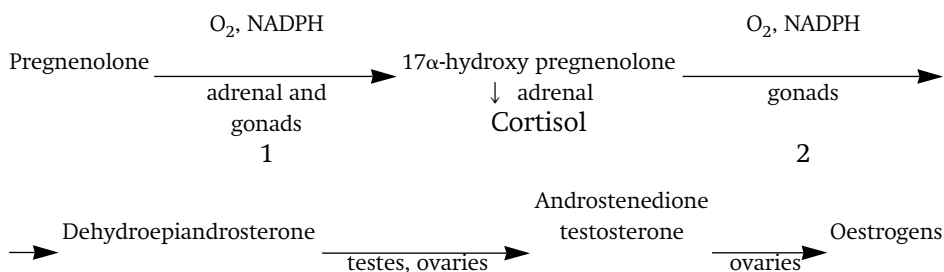 O₂, NADPH O₂, NADPH
Pregnenolone 17α-hydroxy pregnenolone
adrenal and ↓ adrenal gonads
gonads Cortisol
1 2
Androstenedione
Dehydroepiandrosterone testosterone Oestrogens
testes, ovaries ovaries